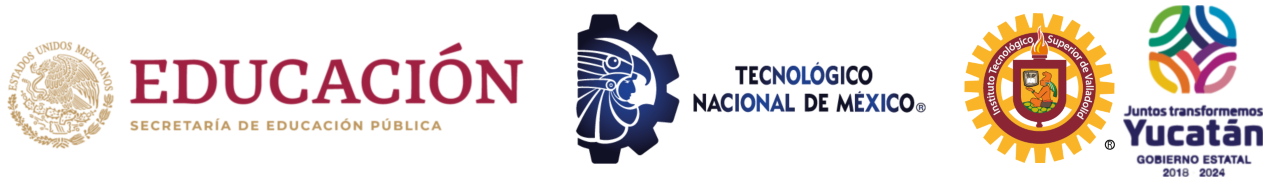 ESTADOS UNIDOS MEXICANOS
EDUCACIÓN
SECRETARÍA DE EDUCACIÓN PÚBLICA
TECNOLÓGICO
NACIONAL DE MÉXICO®
Instituto Tecnológico Superior de Valladolid
®
Juntos transformemos
Yucatán
GOBIERNO ESTATAL
2018 2024